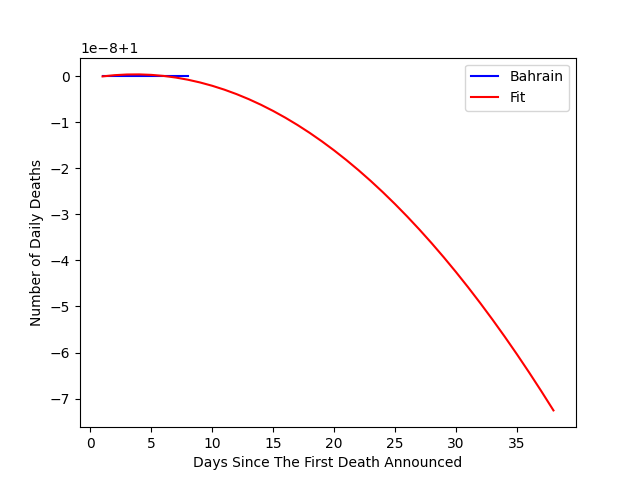 1e−8+1
Bahrain
Fit
0
−1
−2
−3
−4
−5
−6
−7
Number of Daily Deaths
0 5 10 15 20 25 30 35
Days Since The First Death Announced